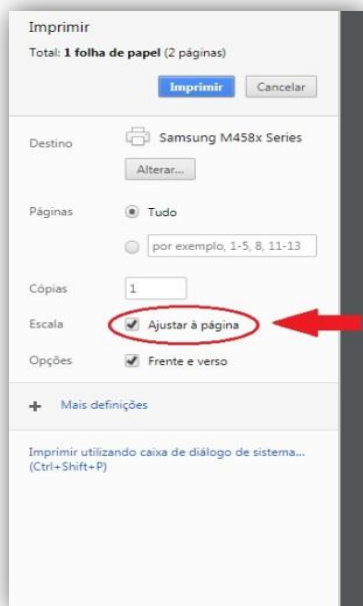 Imprimir
Total: 1 folha de papel (2 páginas)
Imprimir Cancelar
Destino Samsung M458x Series
Alterar...
Páginas Tudo
por exemplo, 1-5, 8, 11-13
Cópias 1
Escala Ajustar à página
Opções Frente e verso
+ Mais definições
Imprimir utilizando caixa de diálogo de sistema...
(Ctrl+Shift+P)